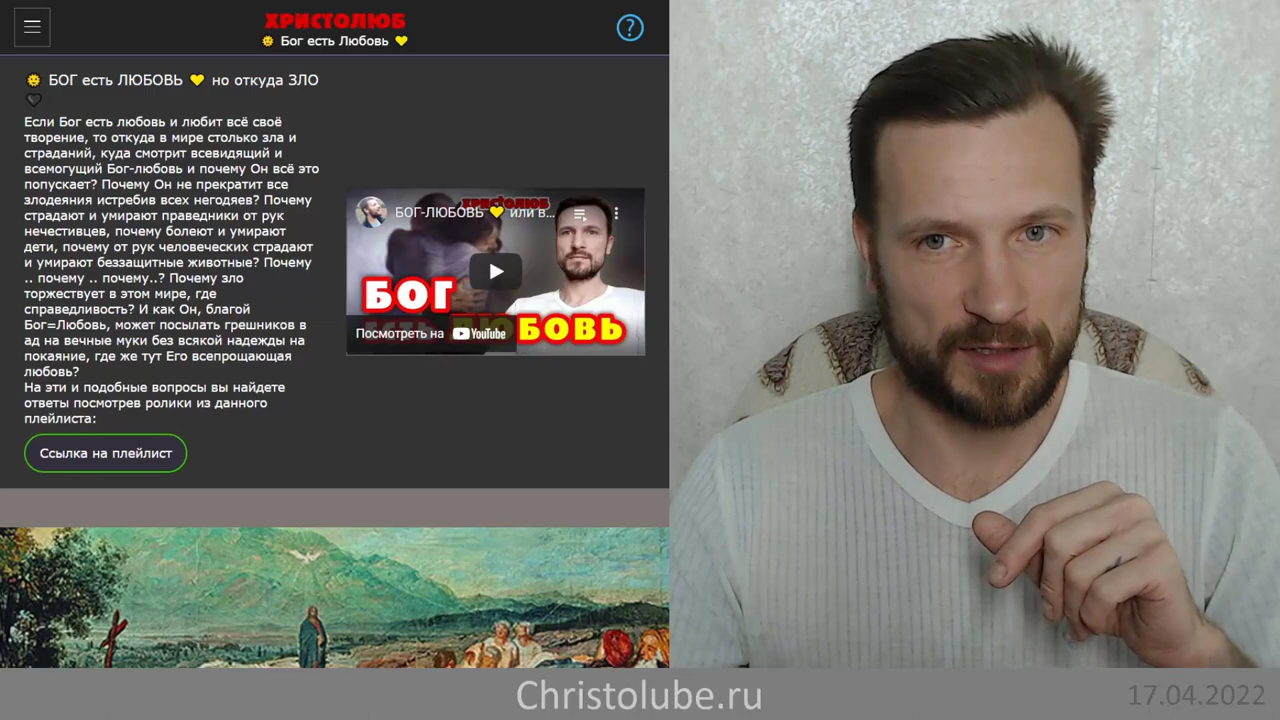 ХРИСТОЛЮБ
Бог есть Любовь
?
БОГ есть ЛЮБОВЬ но откуда ЗЛО
Если Бог есть любовь и любит всё своё
творение, то откуда в мире столько зла и
страданий, куда смотрит всевидящий и
всемогущий Бог-любовь и почему Он всё это
попускает? Почему Он не прекратит все
злодеяния истребив всех негодяев? Почему
страдают и умирают праведники от рук
нечестивцев, почему болеют и умирают
дети, почему от рук человеческих страдают
и умирают беззащитные животные? Почему
.. почему .. почему..? Почему зло
торжествует в этом мире, где
справедливость? И как Он, благой
Бог=Любовь, может посылать грешников в
ад на вечные муки без всякой надежды на
покаяние, где же тут Его всепрощающая
любовь?
На эти и подобные вопросы вы найдете
ответы посмотрев ролики из данного
плейлиста:
Ссылка на плейлист
ХРИСТОЛЮБ
БОГ-ЛЮБОВЬ или в...
БОГ
ЕСТЬ ЛЮБОВЬ
Посмотреть на YouTube
Christolube.ru
17.04.2022